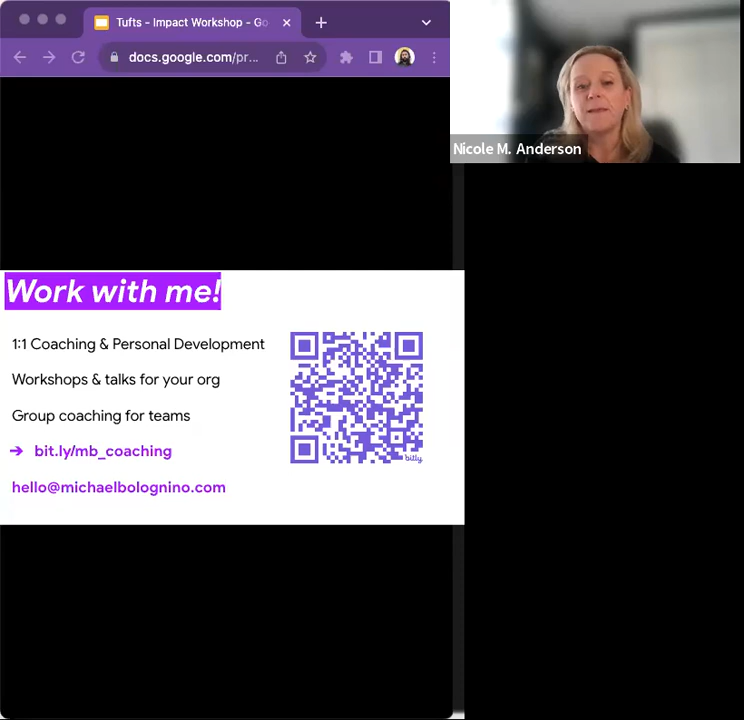 Tufts - Impact Workshop - Go
docs.google.com/pr...
Nicole M. Anderson
Work with me!
1:1 Coaching & Personal Development
Workshops & talks for your org
Group coaching for teams
➔ bit.ly/mb_coaching
hello@michaelbolognino.com
bitly